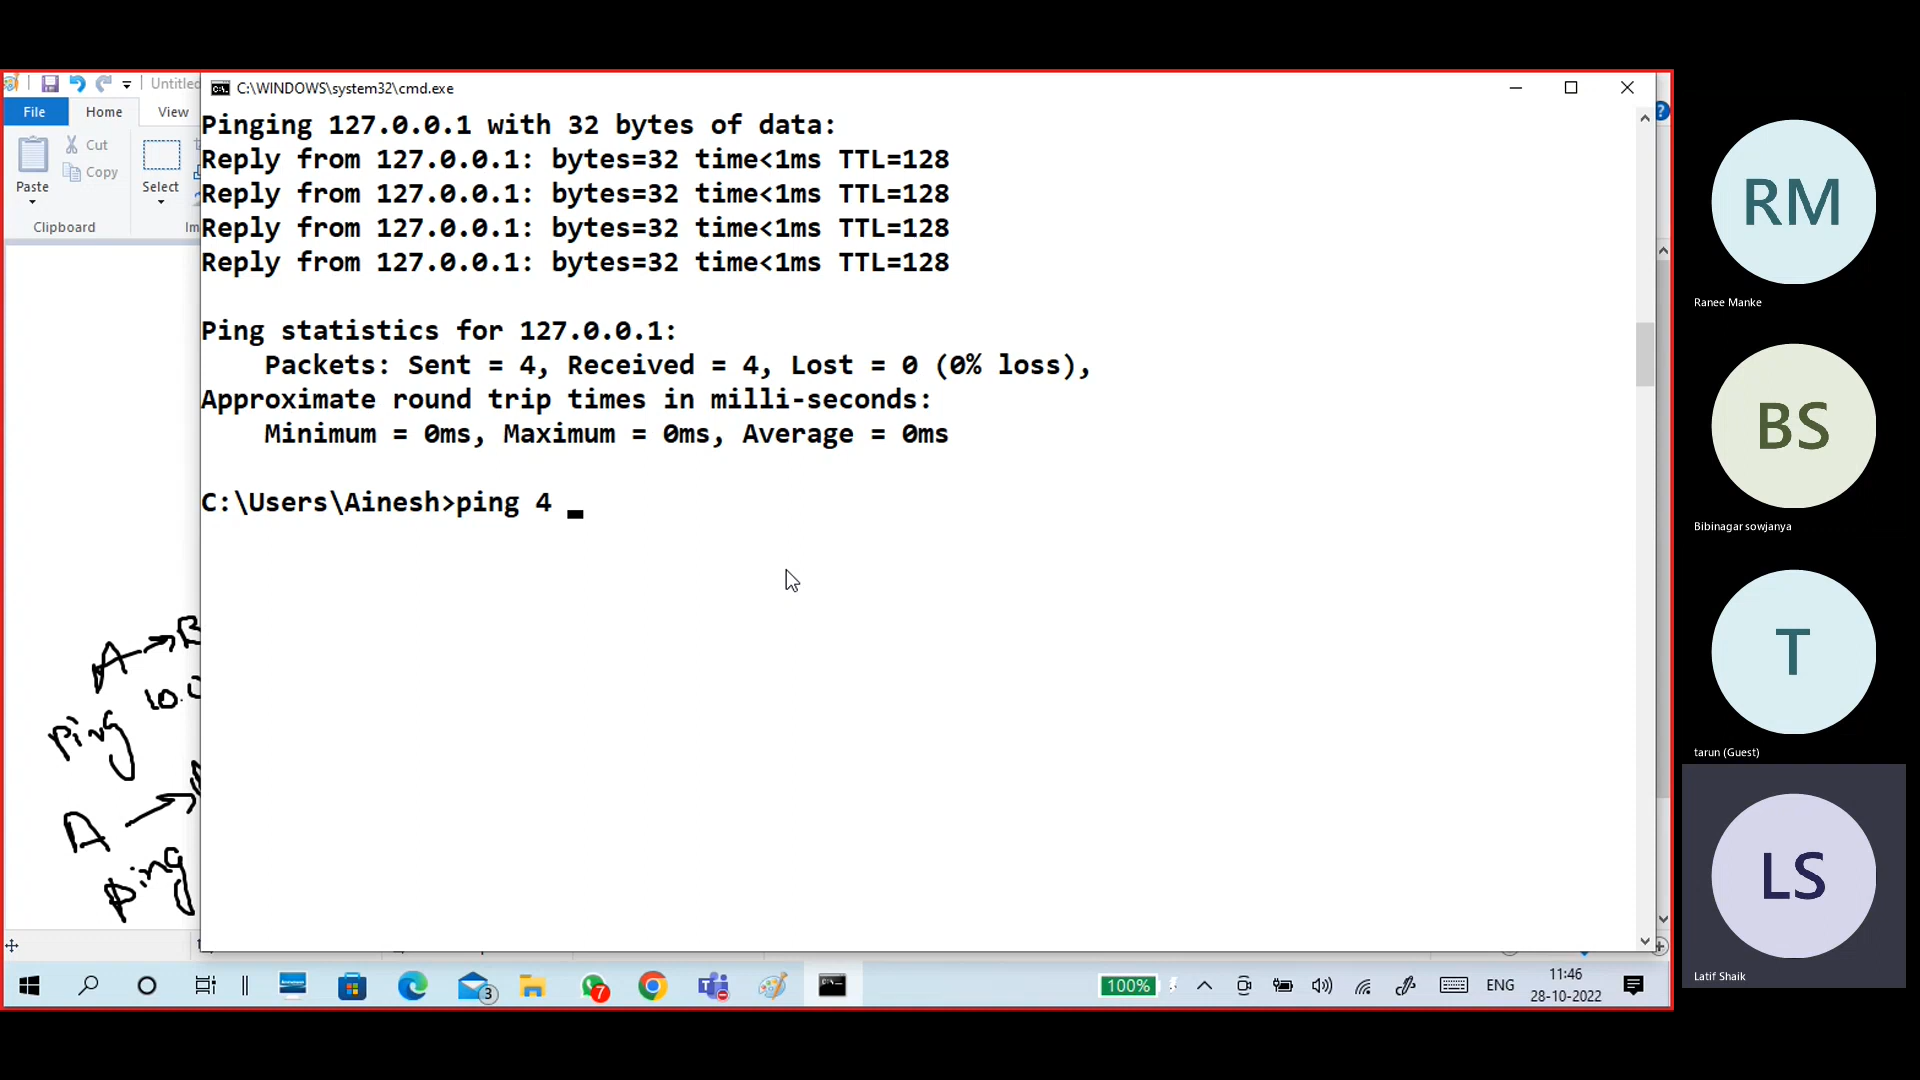 Untitled
C:\WINDOWS\system32\cmd.exe
File Home View
Cut
Copy
Paste
Select
Clipboard
Pinging 127.0.0.1 with 32 bytes of data:
Reply from 127.0.0.1: bytes=32 time<1ms TTL=128
Reply from 127.0.0.1: bytes=32 time<1ms TTL=128
Reply from 127.0.0.1: bytes=32 time<1ms TTL=128
Reply from 127.0.0.1: bytes=32 time<1ms TTL=128
Ping statistics for 127.0.0.1:
Packets: Sent = 4, Received = 4, Lost = 0 (0% loss),
Approximate round trip times in milli-seconds:
Minimum = 0ms, Maximum = 0ms, Average = 0ms
C:\Users\Ainesh>ping 4 _
A → B
10.0
ping
A →
ping
3
7
100%
ENG
11:46
28-10-2022
RM
Ranee Manke
BS
Bibinagar sowjanya
T
tarun (Guest)
LS
Latif Shaik